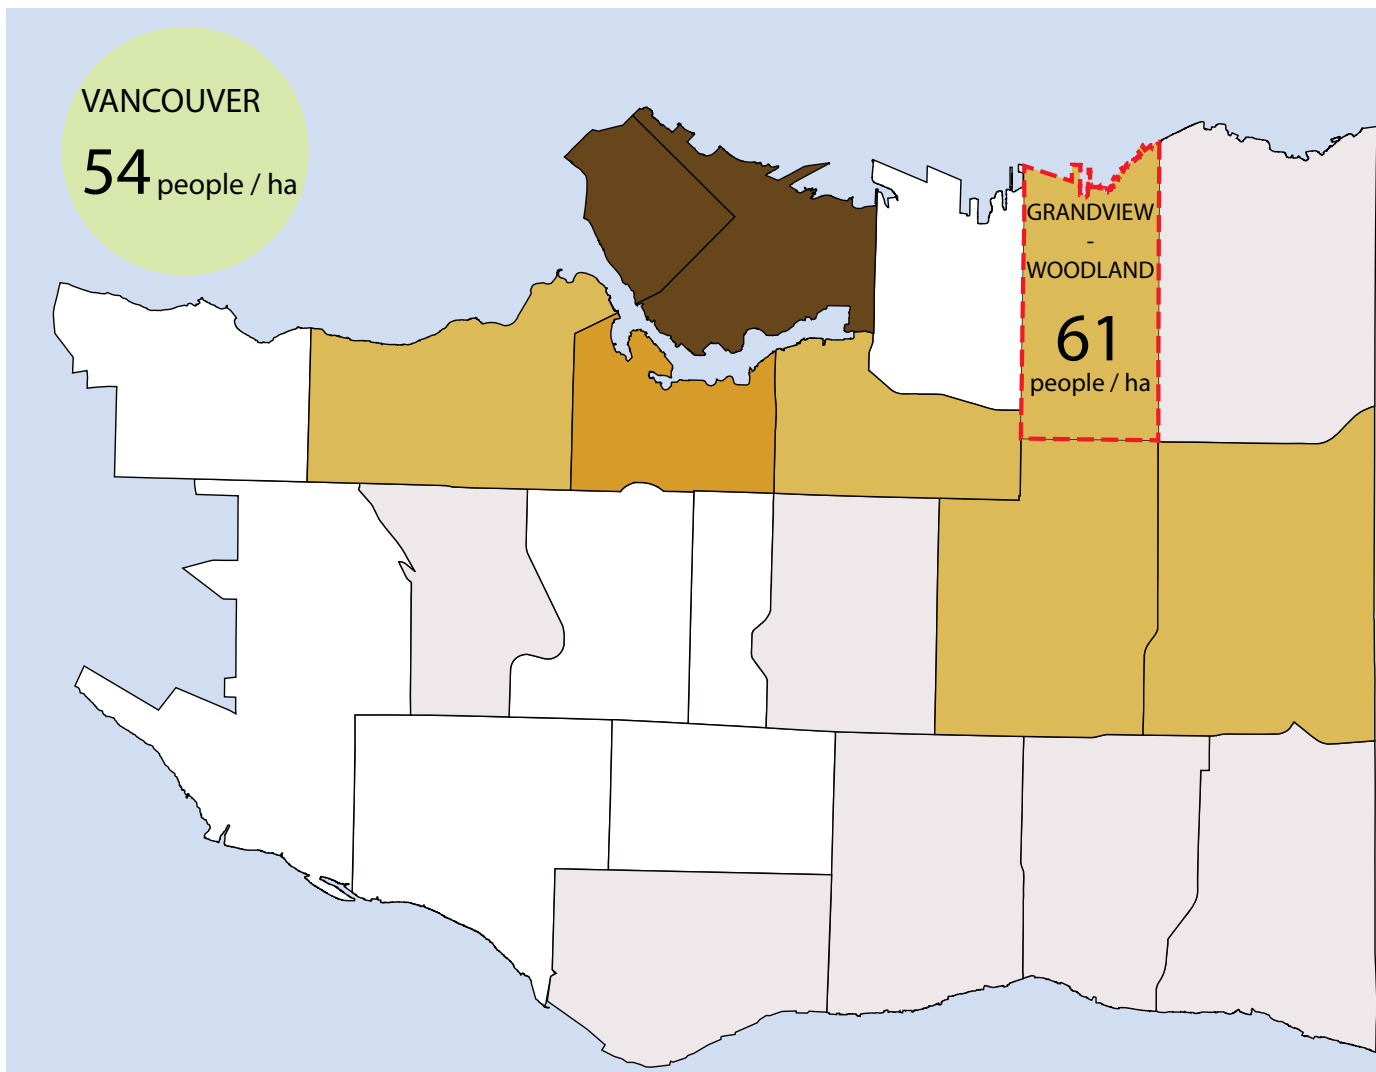 VANCOUVER
54 people / ha
GRANDVIEW
-
WOODLAND
61
people / ha